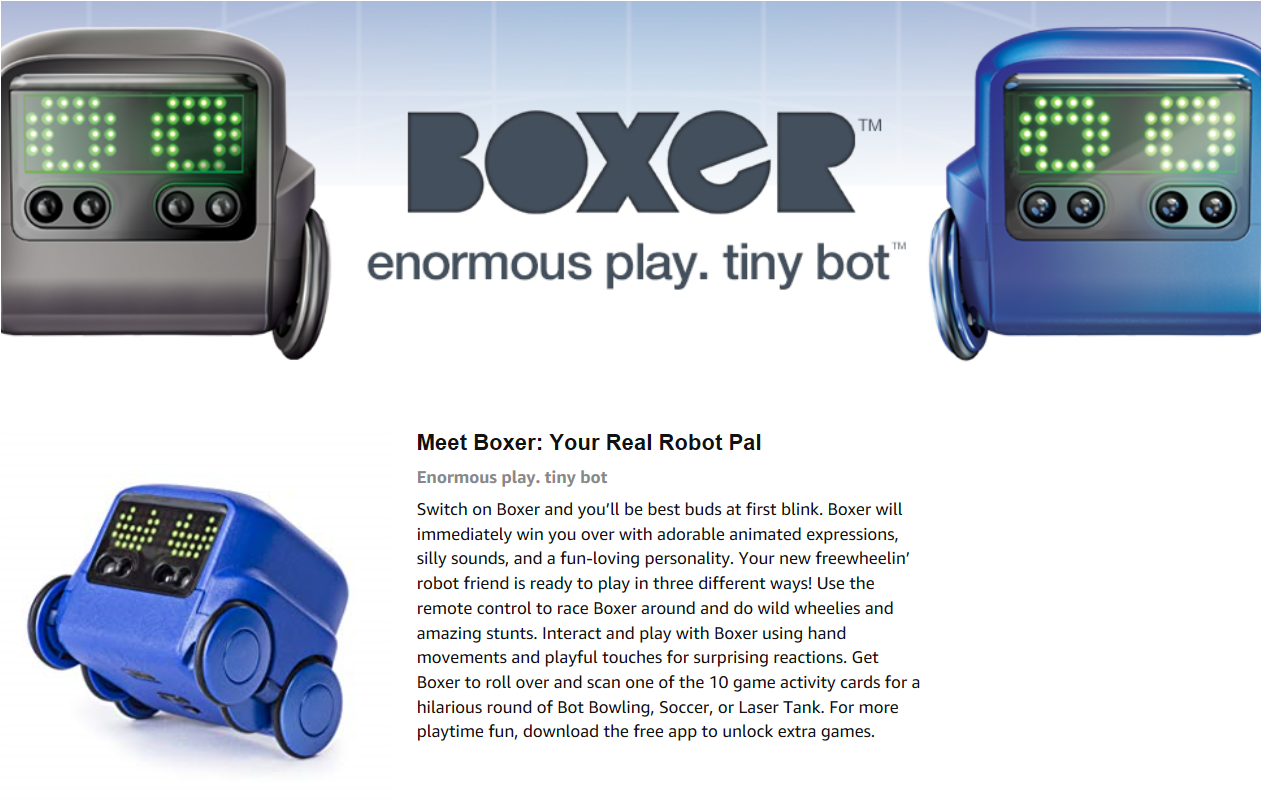 BOXER™
enormous play. tiny bot™
Meet Boxer: Your Real Robot Pal
Enormous play. tiny bot
Switch on Boxer and you’ll be best buds at first blink. Boxer will
immediately win you over with adorable animated expressions,
silly sounds, and a fun-loving personality. Your new freewheelin’
robot friend is ready to play in three different ways! Use the
remote control to race Boxer around and do wild wheelies and
amazing stunts. Interact and play with Boxer using hand
movements and playful touches for surprising reactions. Get
Boxer to roll over and scan one of the 10 game activity cards for a
hilarious round of Bot Bowling, Soccer, or Laser Tank. For more
playtime fun, download the free app to unlock extra games.